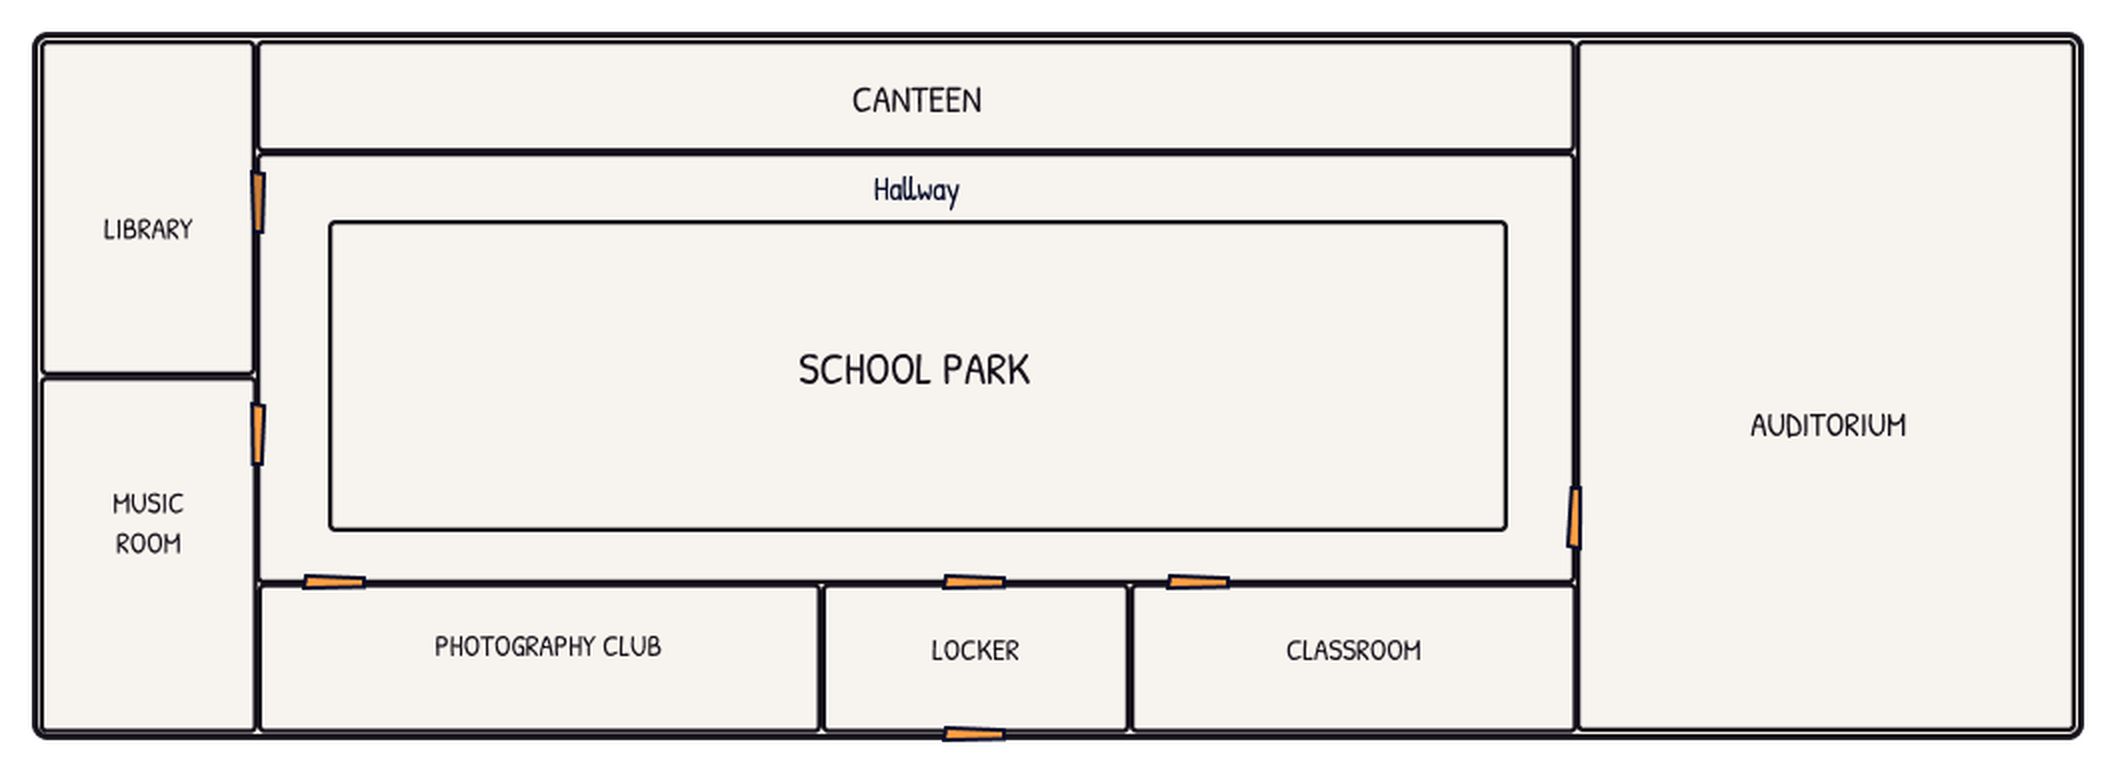 CANTEEN
Hallway
LIBRARY
SCHOOL PARK
AUDITORIUM
MUSIC
ROOM
PHOTOGRAPHY CLUB
LOCKER
CLASSROOM